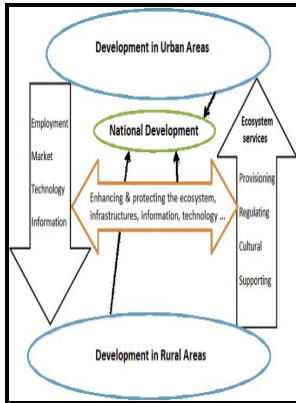 Development in Urban Areas
National Development
Employment
Market
Technology
Information
Ecosystem
services
Provisioning
Regulating
Cultural
Supporting
Enhancing & protecting the ecosystem,
infrastructures, information, technology ...
Development in Rural Areas